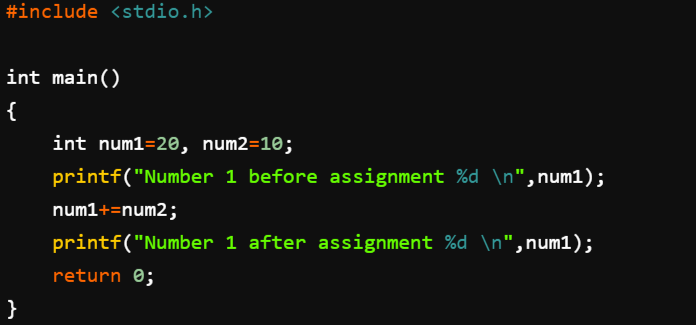 #include <stdio.h>
int main()
{
    int num1=20, num2=10;
    printf("Number 1 before assignment %d \n",num1);
    num1+=num2;
    printf("Number 1 after assignment %d \n",num1);
    return 0;
}